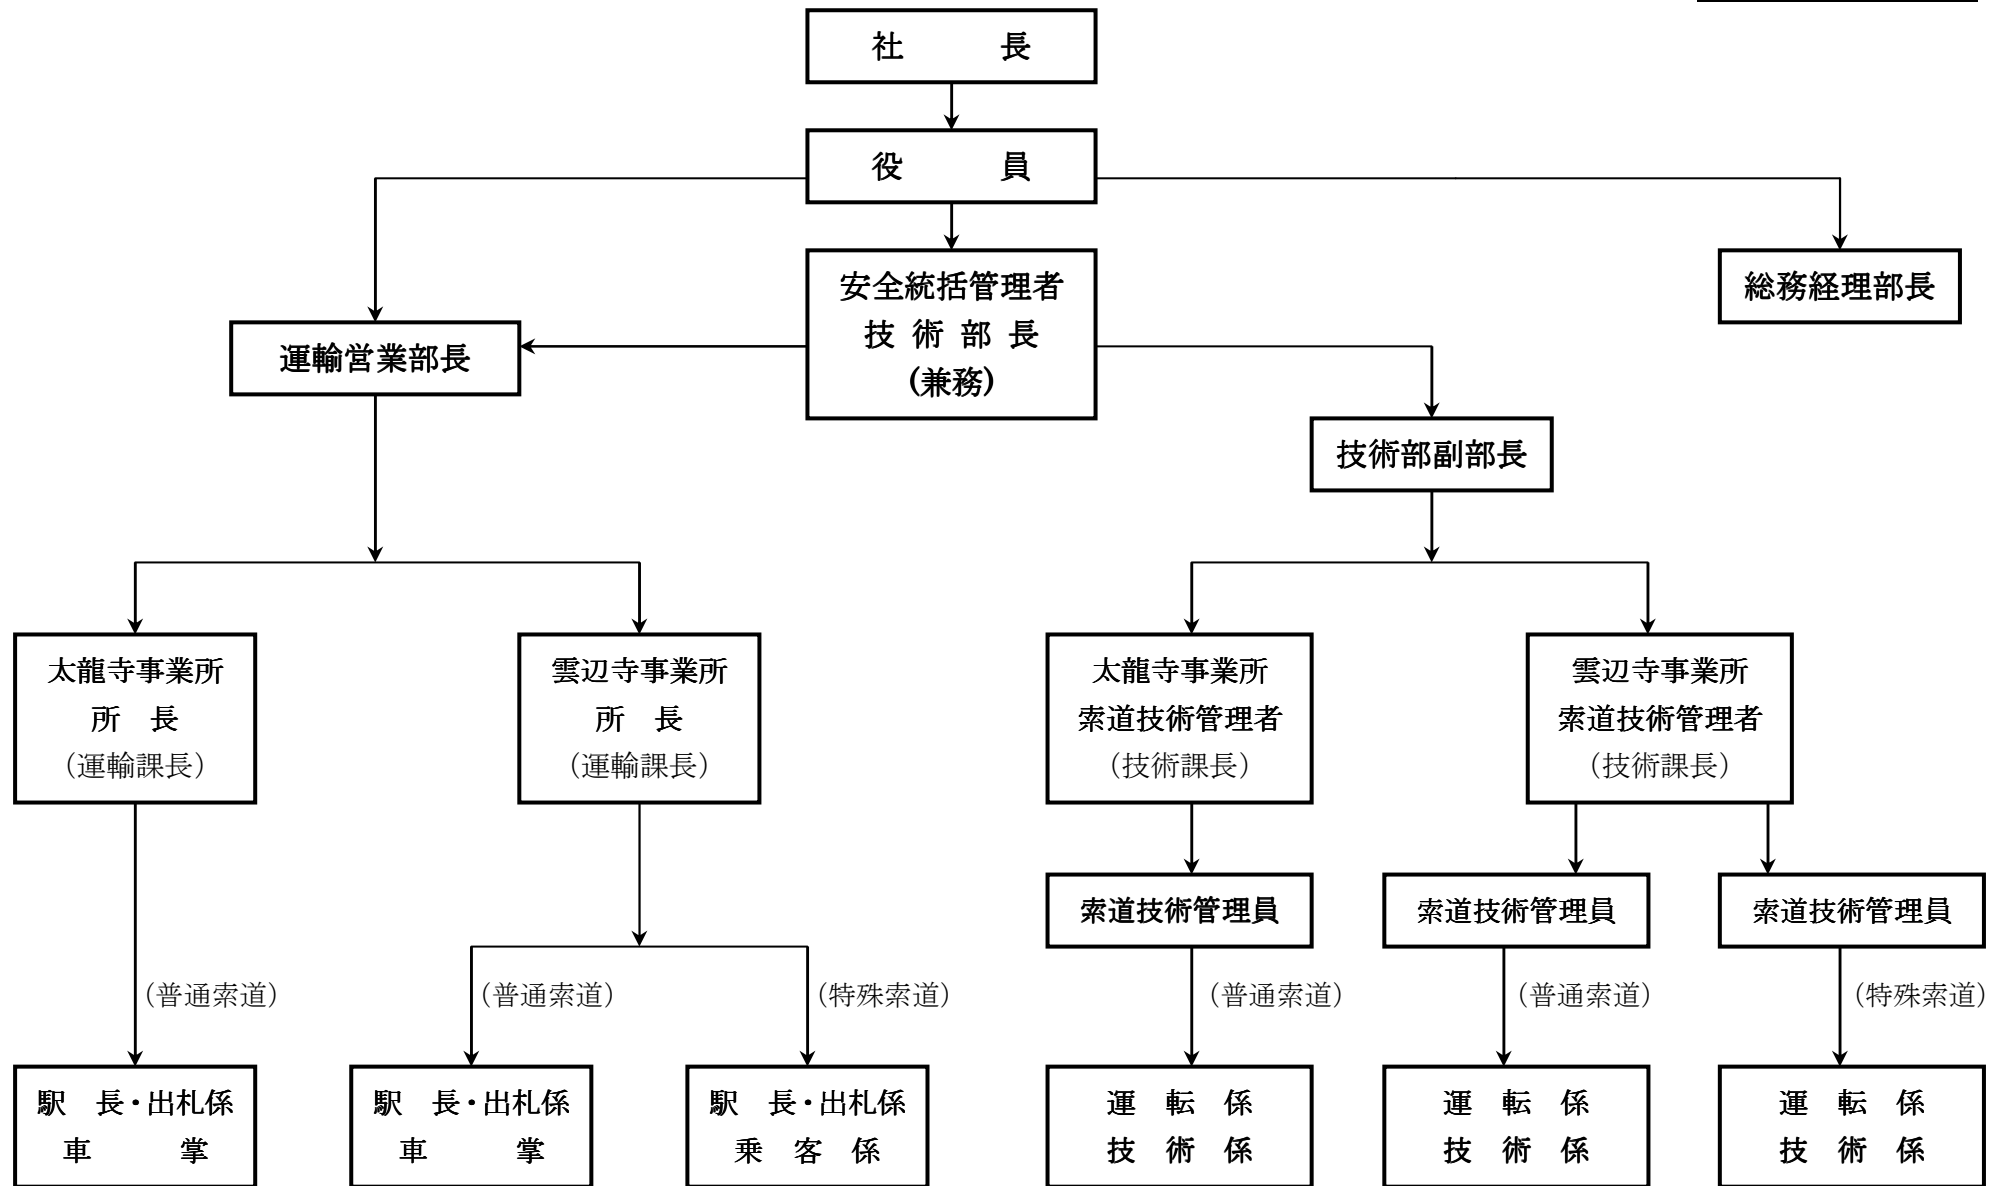 社　　　長
役　　　員
安全統括管理者
技 術 部 長
(兼務)
総務経理部長
運輸営業部長
技術部副部長
太龍寺事業所
所　長
（運輸課長）
雲辺寺事業所
所　長
（運輸課長）
太龍寺事業所
索道技術管理者
（技術課長）
雲辺寺事業所
索道技術管理者
（技術課長）
索道技術管理員
索道技術管理員
索道技術管理員
（普通索道）
（普通索道）
（特殊索道）
（普通索道）
（普通索道）
（特殊索道）
駅　長・出札係
車　　　掌
駅　長・出札係
車　　　掌
駅　長・出札係
乗　客　係
運　転　係
技　術　係
運　転　係
技　術　係
運　転　係
技　術　係